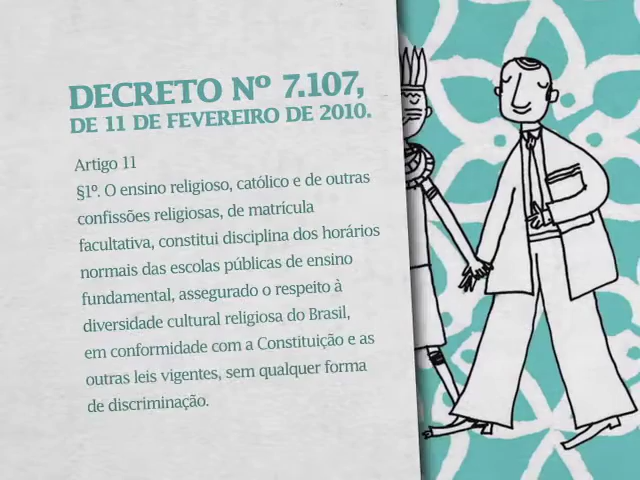 DECRETO Nº 7.107,
DE 11 DE FEVEREIRO DE 2010.
Artigo 11
§1º. O ensino religioso, católico e de outras
confissões religiosas, de matrícula
facultativa, constitui disciplina dos horários
normais das escolas públicas de ensino
fundamental, assegurado o respeito à
diversidade cultural religiosa do Brasil,
em conformidade com a Constituição e as
outras leis vigentes, sem qualquer forma
de discriminação.